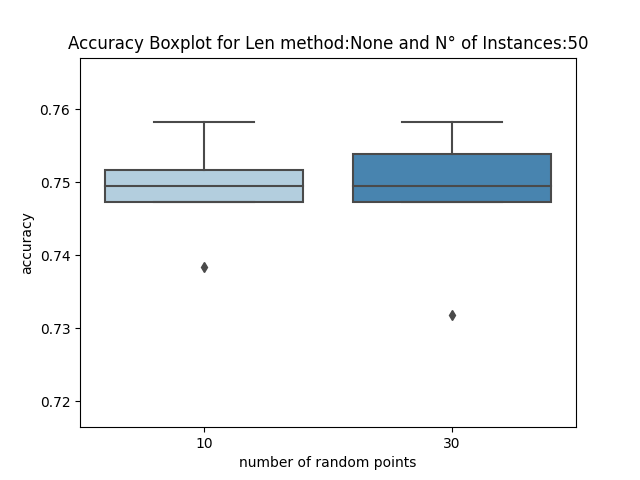 Accuracy Boxplot for Len method:None and N° of Instances:50
0.76
0.75
0.74
0.73
0.72
accuracy
10
30
number of random points